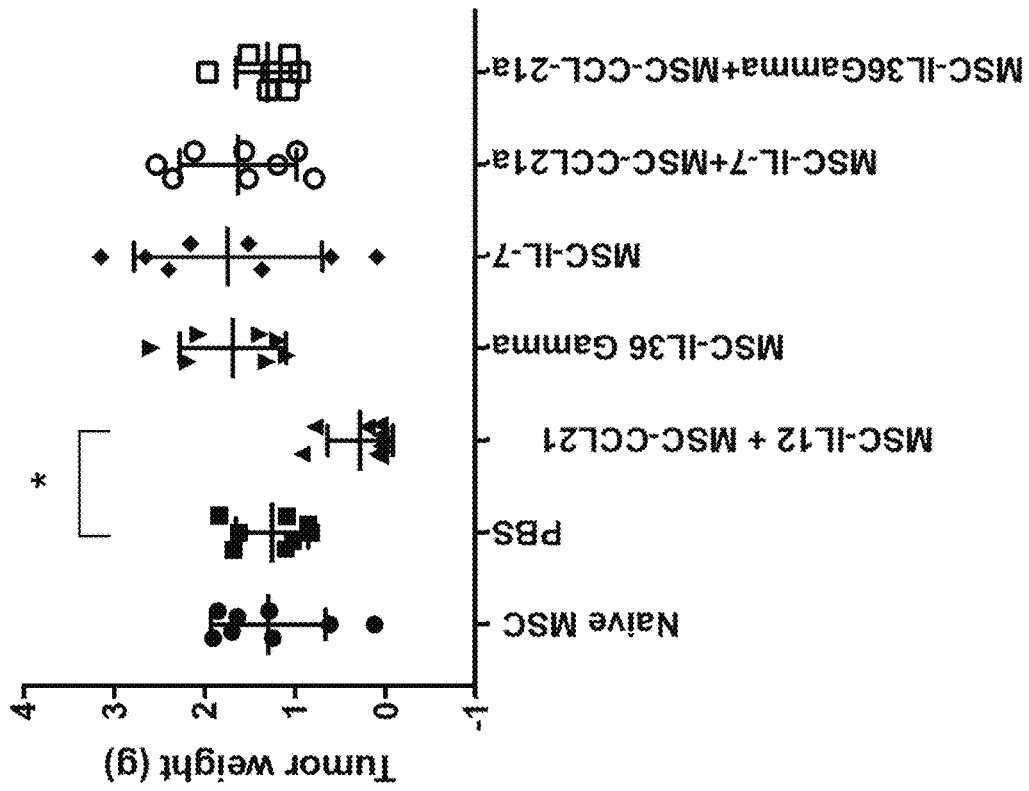 Tumor weight (g)
4
3
2
1
0
-1
Naive MSC
PBS
MSC-IL12 + MSC-CCL21
MSC-IL36 Gamma
MSC-IL-7
MSC-IL-7+MSC-CCL21a
MSC-IL36Gamma+MSC-CCL-21a
*